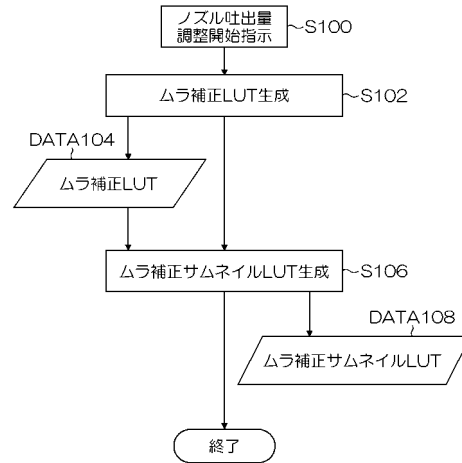 ノズル吐出量
調整開始指示
S100
ムラ補正LUT生成
S102
DATA104
ムラ補正LUT
ムラ補正サムネイルLUT生成
S106
DATA108
ムラ補正サムネイルLUT
終了